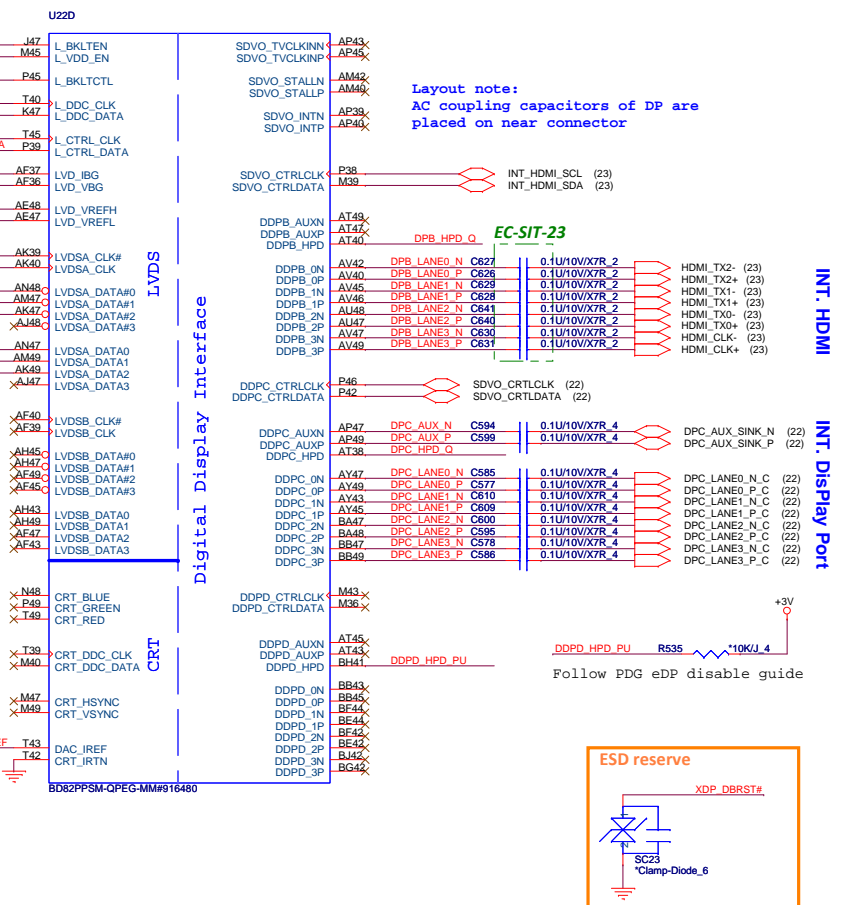 U22D
J47 L_BKLTEN
M45 L_VDD_EN
P45 L_BKLTCTL
T40 L_DDC_CLK
K47 L_DDC_DATA
T45 L_CTRL_CLK
A P39 L_CTRL_DATA
AF37 LVD_IBG
AF36 LVD_VBG
AE48 LVD_VREFH
AE47 LVD_VREFL
AK39 LVDSA_CLK#
AK40 LVDSA_CLK
AN48 LVDSA_DATA#0
AM47 LVDSA_DATA#1
AK47 LVDSA_DATA#2
AJ48 LVDSA_DATA#3
AN47 LVDSA_DATA0
AM49 LVDSA_DATA1
AK49 LVDSA_DATA2
AJ47 LVDSA_DATA3
AF40 LVDSB_CLK#
AF39 LVDSB_CLK
AH45 LVDSB_DATA#0
AH47 LVDSB_DATA#1
AF49 LVDSB_DATA#2
AF45 LVDSB_DATA#3
AH43 LVDSB_DATA0
AH49 LVDSB_DATA1
AF47 LVDSB_DATA2
AF43 LVDSB_DATA3
N48 CRT_BLUE
P49 CRT_GREEN
T49 CRT_RED
T39 CRT_DDC_CLK
M40 CRT_DDC_DATA
M47 CRT_HSYNC
M49 CRT_VSYNC
EF T43 DAC_IREF
T42 CRT_IRTN
LVDS
CRT
Digital Display Interface
SDVO_TVCLKINN AP43
SDVO_TVCLKINP AP45
SDVO_STALLN AM42
SDVO_STALLP AM40
SDVO_INTN AP39
SDVO_INTP AP40
SDVO_CTRLCLK P38 INT_HDMI_SCL (23)
SDVO_CTRLDATA M39 INT_HDMI_SDA (23)
DDPB_AUXN AT49
DDPB_AUXP AT47
DDPB_HPD AT40 DPB_HPD_Q
DDPB_0N AV42 DPB_LANE0_N C627 0.1U/10V/X7R_2 HDMI_TX2- (23)
DDPB_0P AV40 DPB_LANE0_P C626 0.1U/10V/X7R_2 HDMI_TX2+ (23)
DDPB_1N AV45 DPB_LANE1_N C629 0.1U/10V/X7R_2 HDMI_TX1- (23)
DDPB_1P AV46 DPB_LANE1_P C628 0.1U/10V/X7R_2 HDMI_TX1+ (23)
DDPB_2N AU48 DPB_LANE2_N C641 0.1U/10V/X7R_2 HDMI_TX0- (23)
DDPB_2P AU47 DPB_LANE2_P C640 0.1U/10V/X7R_2 HDMI_TX0+ (23)
DDPB_3N AV47 DPB_LANE3_N C630 0.1U/10V/X7R_2 HDMI_CLK- (23)
DDPB_3P AV49 DPB_LANE3_P C631 0.1U/10V/X7R_2 HDMI_CLK+ (23)
DDPC_CTRLCLK P46 SDVO_CRTLCLK (22)
DDPC_CTRLDATA P42 SDVO_CRTLDATA (22)
DDPC_AUXN AP47 DPC_AUX_N C594 0.1U/10V/X7R_4 DPC_AUX_SINK_N (22)
DDPC_AUXP AP49 DPC_AUX_P C599 0.1U/10V/X7R_4 DPC_AUX_SINK_P (22)
DDPC_HPD AT38 DPC_HPD_Q
DDPC_0N AY47 DPC_LANE0_N C585 0.1U/10V/X7R_4 DPC_LANE0_N_C (22)
DDPC_0P AY49 DPC_LANE0_P C577 0.1U/10V/X7R_4 DPC_LANE0_P_C (22)
DDPC_1N AY43 DPC_LANE1_N C610 0.1U/10V/X7R_4 DPC_LANE1_N_C (22)
DDPC_1P AY45 DPC_LANE1_P C609 0.1U/10V/X7R_4 DPC_LANE1_P_C (22)
DDPC_2N BA47 DPC_LANE2_N C600 0.1U/10V/X7R_4 DPC_LANE2_N_C (22)
DDPC_2P BA48 DPC_LANE2_P C595 0.1U/10V/X7R_4 DPC_LANE2_P_C (22)
DDPC_3N BB47 DPC_LANE3_N C578 0.1U/10V/X7R_4 DPC_LANE3_N_C (22)
DDPC_3P BB49 DPC_LANE3_P C586 0.1U/10V/X7R_4 DPC_LANE3_P_C (22)
DDPD_CTRLCLK M43
DDPD_CTRLDATA M36
DDPD_AUXN AT45
DDPD_AUXP AT43
DDPD_HPD BH41 DDPD_HPD_PU
DDPD_0N BB43
DDPD_0P BB45
DDPD_1N BF44
DDPD_1P BE44
DDPD_2N BF42
DDPD_2P BE42
DDPD_3N BJ42
DDPD_3P BG42
BD82PPSM-QPEG-MM#916480
Layout note:
AC coupling capacitors of DP are
placed on near connector
EC-SIT-23
INT. HDMI
INT. DisPlay Port
+3V
DDPD_HPD_PU R535 *10K/J_4
Follow PDG eDP disable guide
ESD reserve
XDP_DBRST#
1
2
SC23
*Clamp-Diode_6